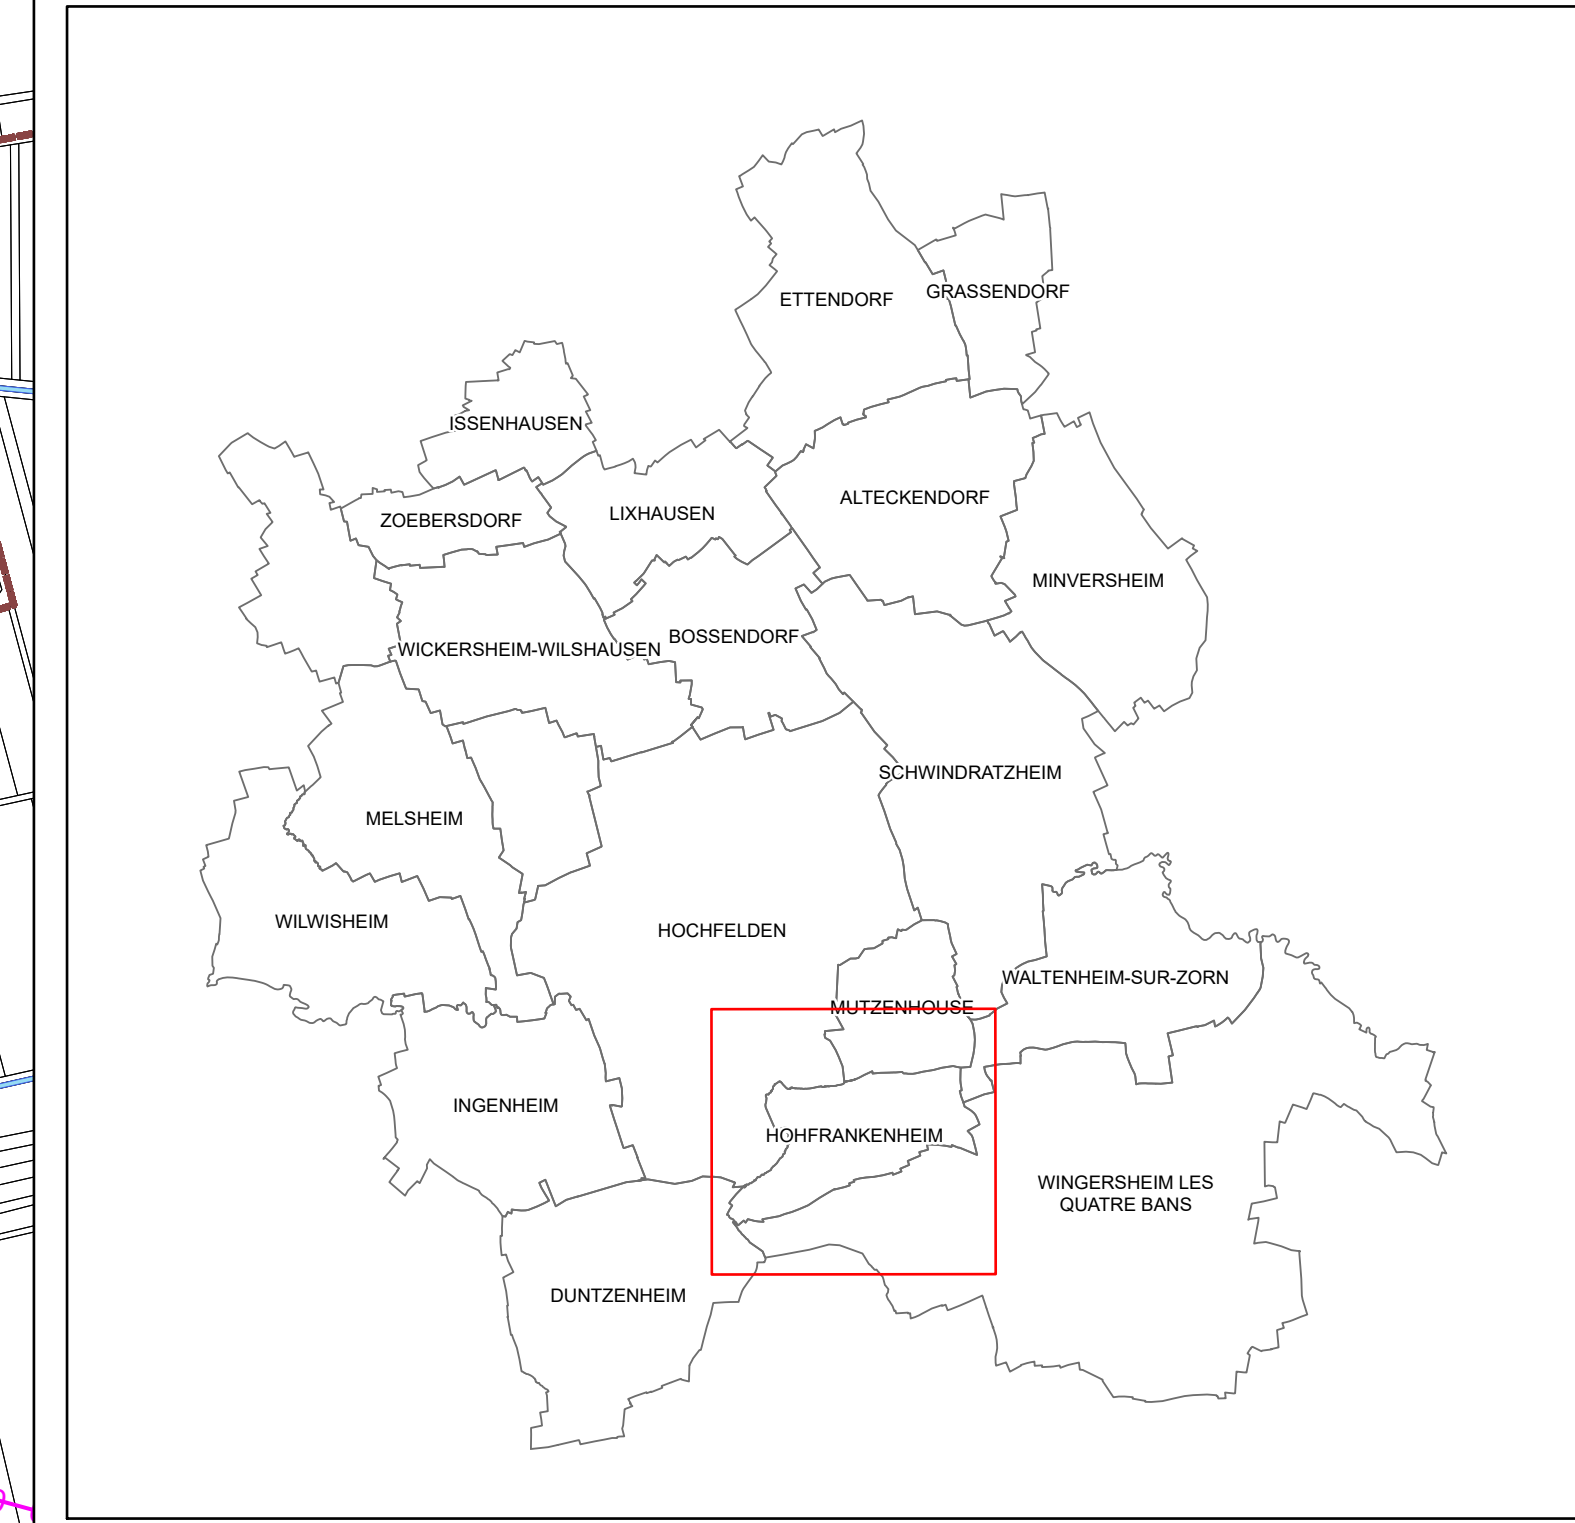 GRASSENDORF
ETTENDORF
ISSENHAUSEN
ALTECKENDORF
LIXHAUSEN
ZOEBERSDORF
MINVERSHEIM
BOSSENDORF
WICKERSHEIM-WILSHAUSEN
SCHWINDRATZHEIM
MELSHEIM
WILWISHEIM
HOCHFELDEN
WALTENHEIM-SUR-ZORN
MUTZENHOUSE
INGENHEIM
HOHFRANKENHEIM
WINGERSHEIM LES
QUATRE BANS
DUNTZENHEIM